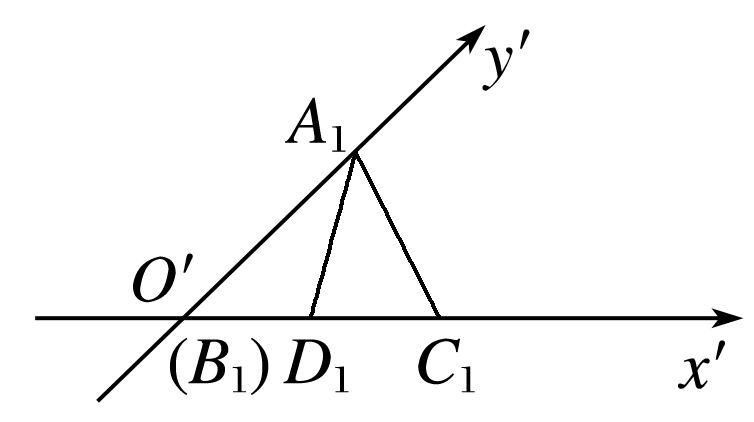 y′
A₁
O′
(B₁) D₁ C₁ x′